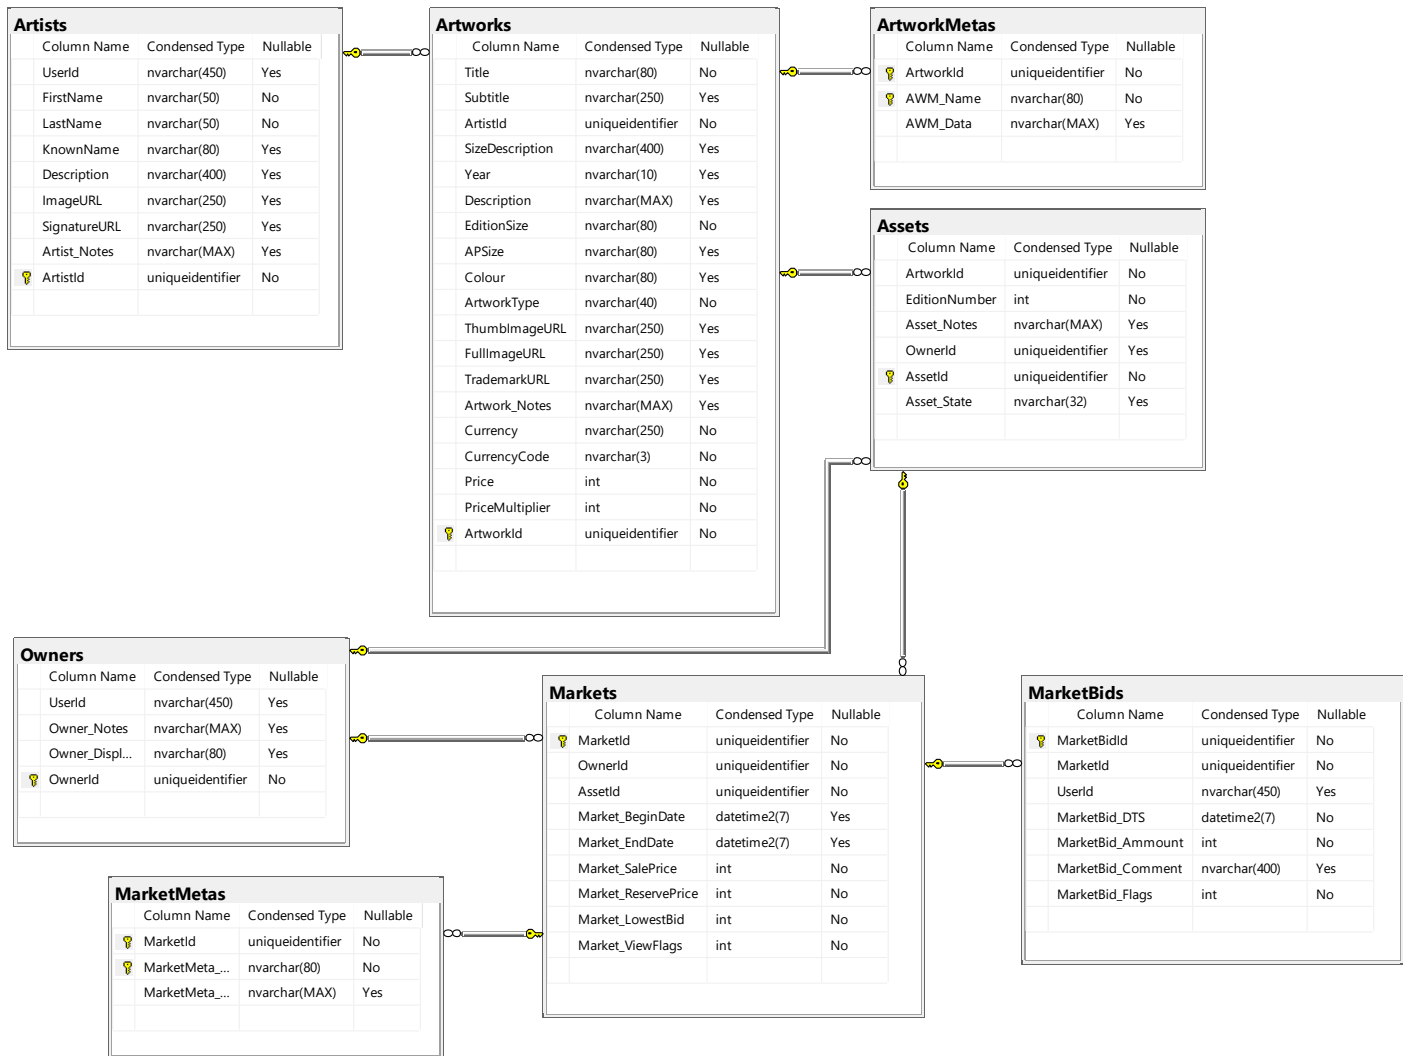 Artists
Column Name Condensed Type Nullable
UserId nvarchar(450) Yes
FirstName nvarchar(50) No
LastName nvarchar(50) No
KnownName nvarchar(80) Yes
Description nvarchar(400) Yes
ImageURL nvarchar(250) Yes
SignatureURL nvarchar(250) Yes
Artist_Notes nvarchar(MAX) Yes
ArtistId uniqueidentifier No
Artworks
Column Name Condensed Type Nullable
Title nvarchar(80) No
Subtitle nvarchar(250) Yes
ArtistId uniqueidentifier No
SizeDescription nvarchar(400) Yes
Year nvarchar(10) Yes
Description nvarchar(MAX) Yes
EditionSize nvarchar(80) No
APSize nvarchar(80) Yes
Colour nvarchar(80) Yes
ArtworkType nvarchar(40) No
ThumbImageURL nvarchar(250) Yes
FullImageURL nvarchar(250) Yes
TrademarkURL nvarchar(250) Yes
Artwork_Notes nvarchar(MAX) Yes
Currency nvarchar(250) No
CurrencyCode nvarchar(3) No
Price int No
PriceMultiplier int No
ArtworkId uniqueidentifier No
ArtworkMetas
Column Name Condensed Type Nullable
ArtworkId uniqueidentifier No
AWM_Name nvarchar(80) No
AWM_Data nvarchar(MAX) Yes
Assets
Column Name Condensed Type Nullable
ArtworkId uniqueidentifier No
EditionNumber int No
Asset_Notes nvarchar(MAX) Yes
OwnerId uniqueidentifier Yes
AssetId uniqueidentifier No
Asset_State nvarchar(32) Yes
Owners
Column Name Condensed Type Nullable
UserId nvarchar(450) Yes
Owner_Notes nvarchar(MAX) Yes
Owner_Displ... nvarchar(80) Yes
OwnerId uniqueidentifier No
Markets
Column Name Condensed Type Nullable
MarketId uniqueidentifier No
OwnerId uniqueidentifier No
AssetId uniqueidentifier No
Market_BeginDate datetime2(7) Yes
Market_EndDate datetime2(7) Yes
Market_SalePrice int No
Market_ReservePrice int No
Market_LowestBid int No
Market_ViewFlags int No
MarketBids
Column Name Condensed Type Nullable
MarketBidId uniqueidentifier No
MarketId uniqueidentifier No
UserId nvarchar(450) Yes
MarketBid_DTS datetime2(7) No
MarketBid_Ammount int No
MarketBid_Comment nvarchar(400) Yes
MarketBid_Flags int No
MarketMetas
Column Name Condensed Type Nullable
MarketId uniqueidentifier No
MarketMeta_... nvarchar(80) No
MarketMeta_... nvarchar(MAX) Yes